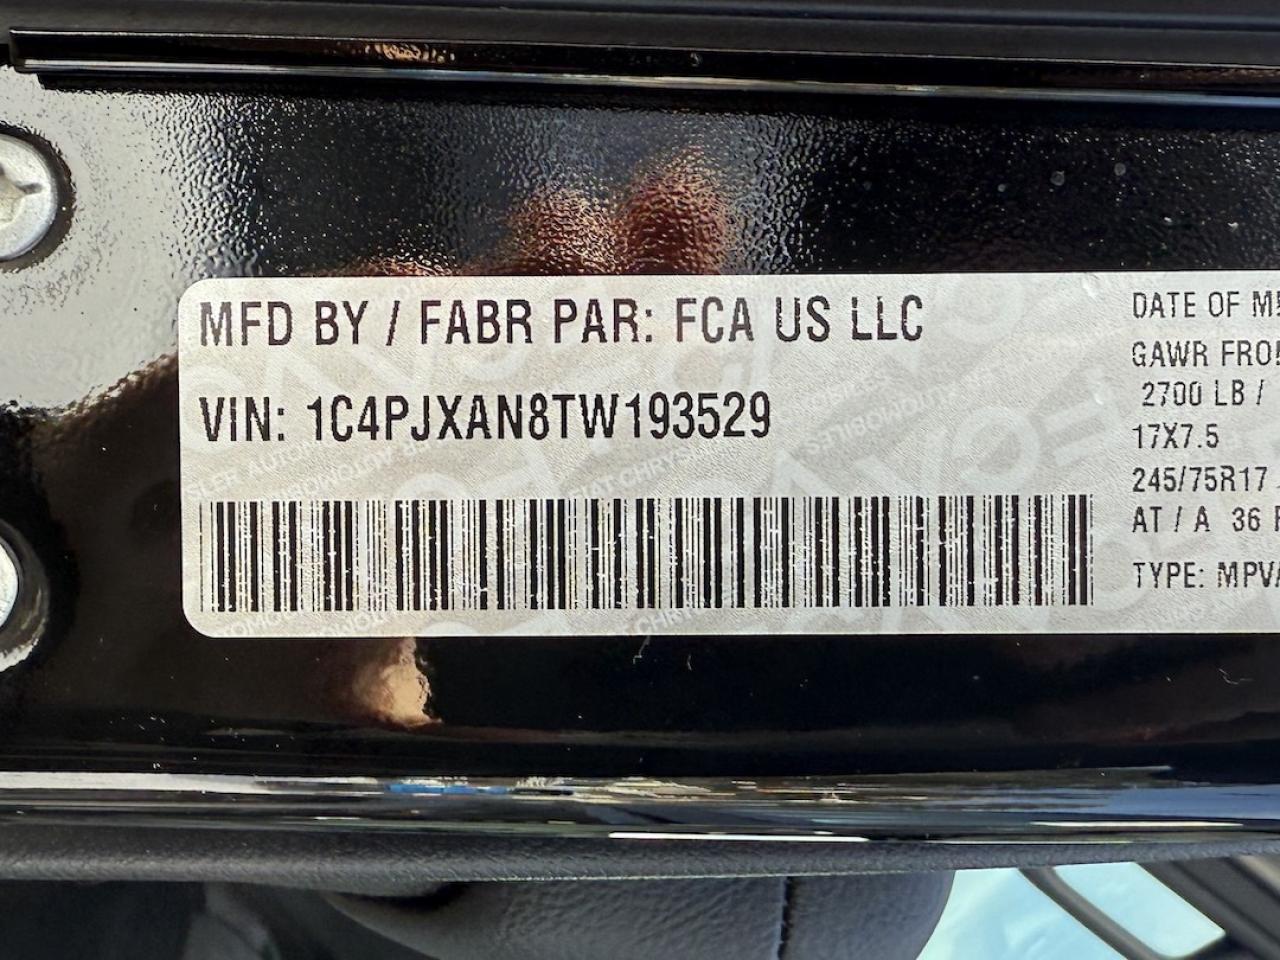 MFD BY / FABR PAR: FCA US LLC
VIN: 1C4PJXAN8TW193529
DATE OF M
GAWR FRO
2700 LB /
17X7.5
245/75R17
AT / A 36
TYPE: MPV